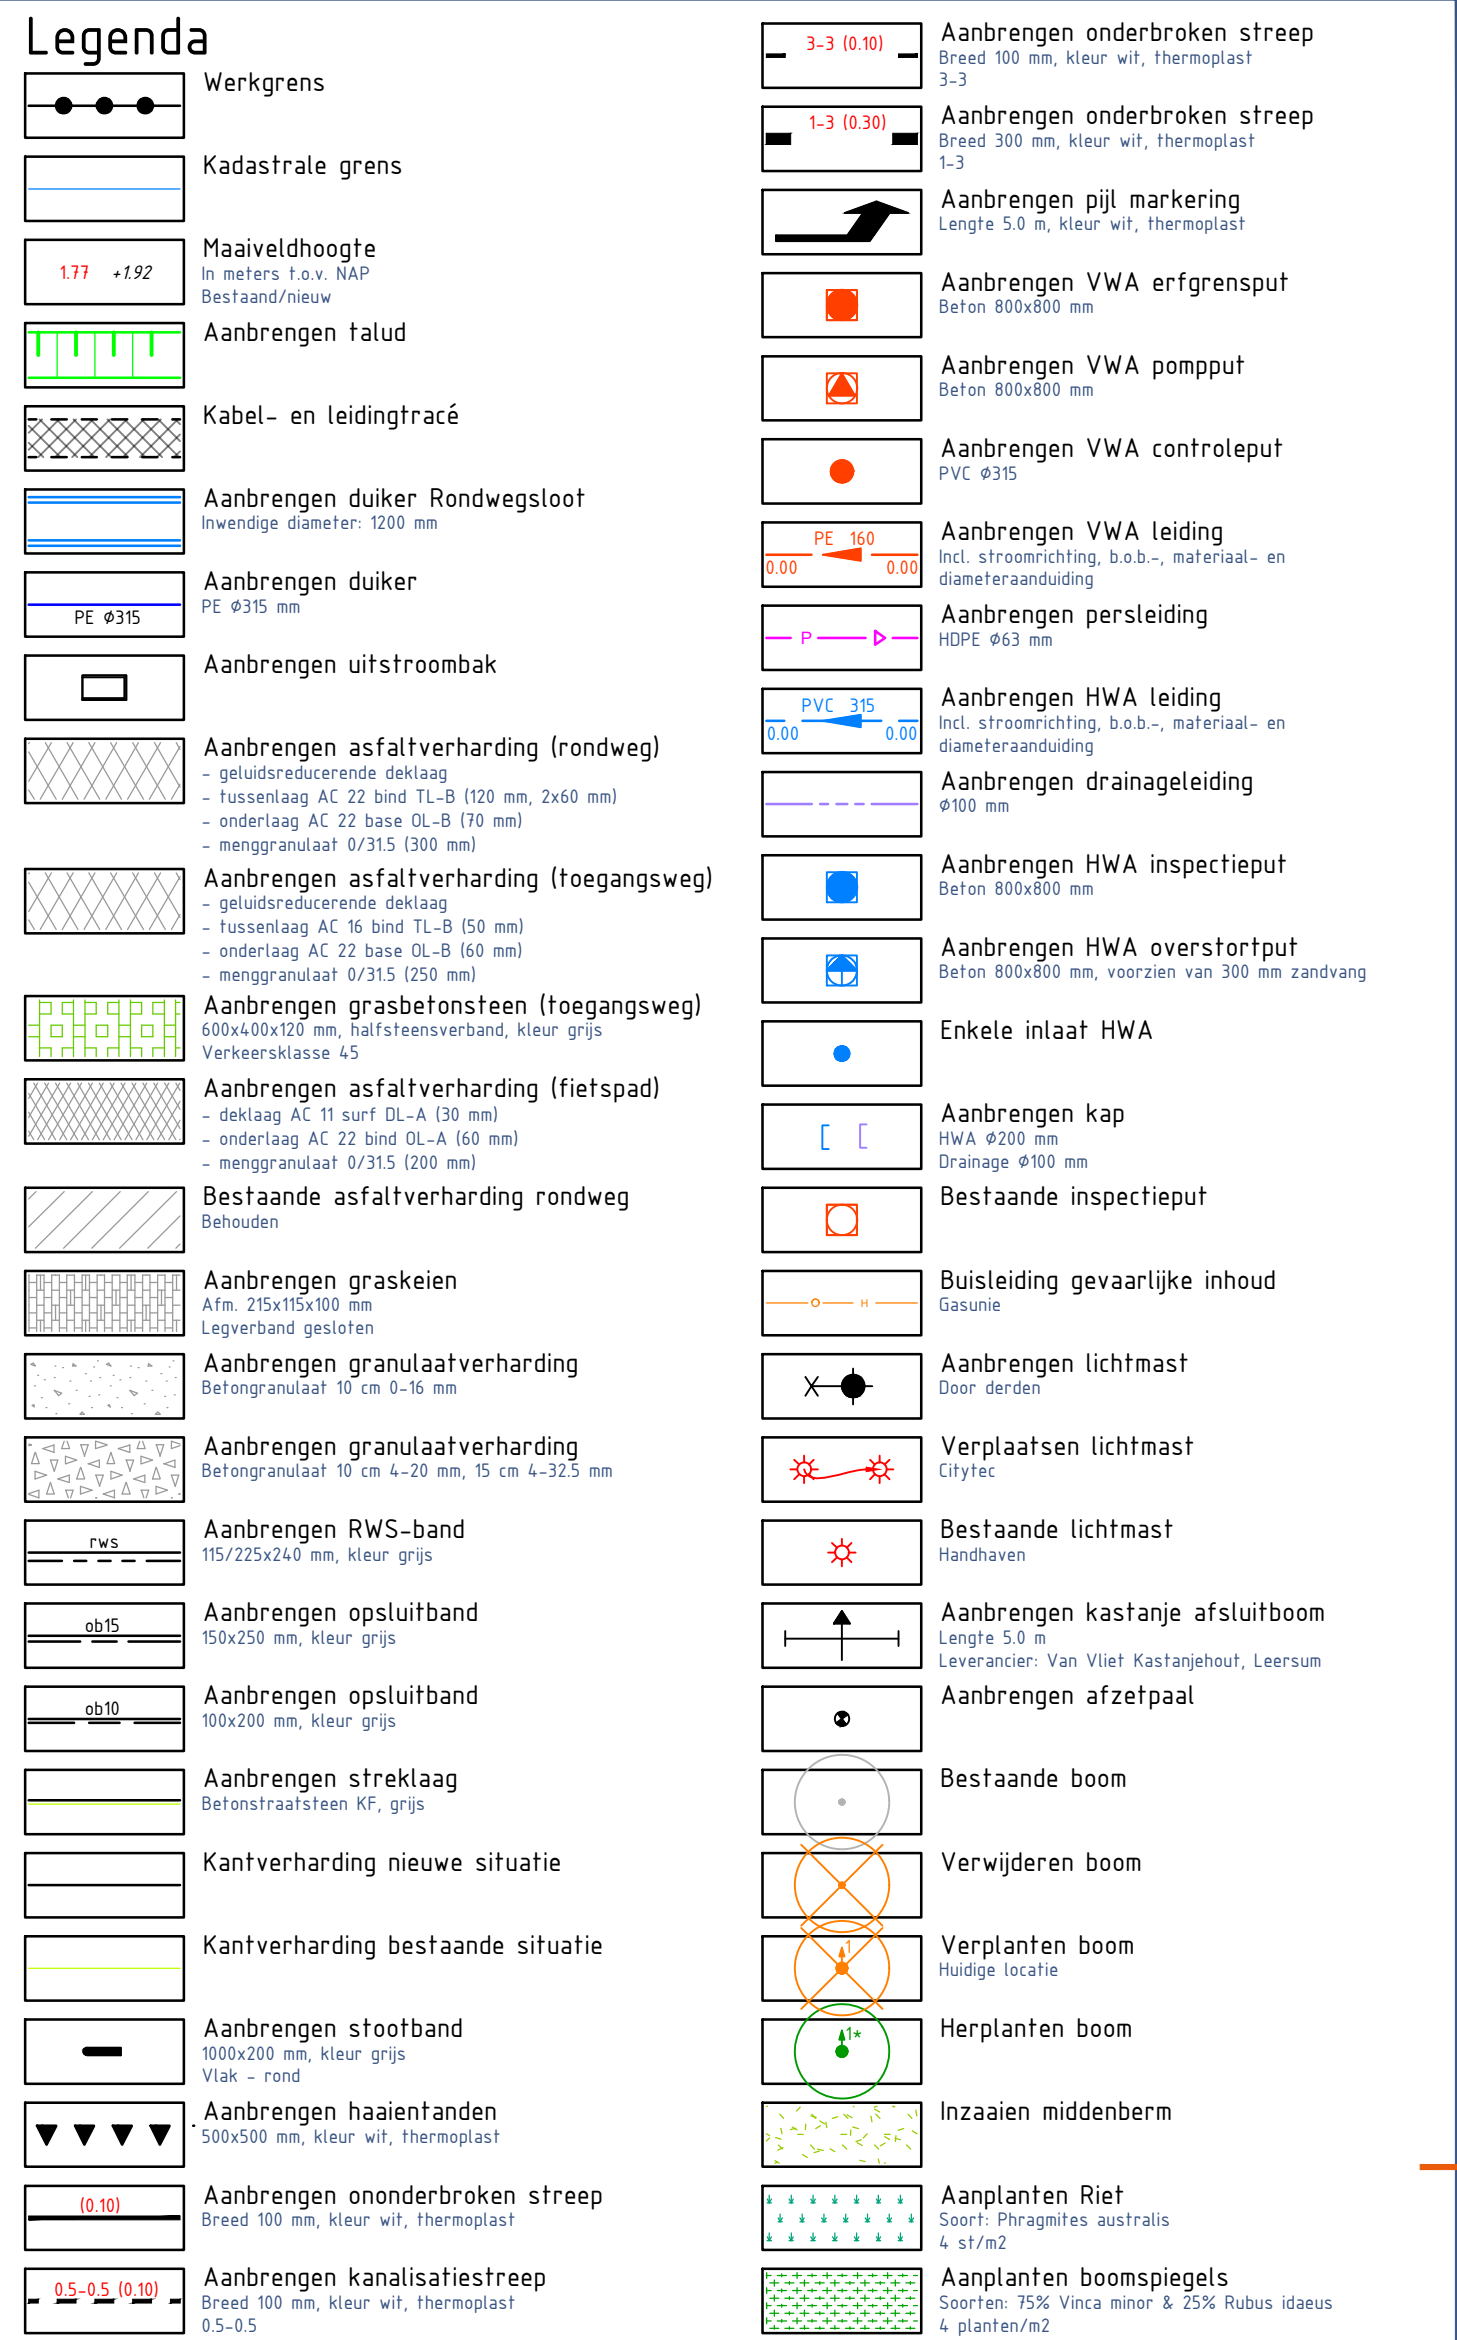 Legenda
Werkgrens
Kadastrale grens
1.77 +1.92
Maaiveldhoogte
In meters t.o.v. NAP
Bestaand/nieuw
Aanbrengen talud
Kabel- en leidingtracé
Aanbrengen duiker Rondwegsloot
Inwendige diameter: 1200 mm
PE Ø315
Aanbrengen duiker
PE Ø315 mm
Aanbrengen uitstroombak
Aanbrengen asfaltverharding (rondweg)
- geluidsreducerende deklaag
- tussenlaag AC 22 bind TL-B (120 mm, 2x60 mm)
- onderlaag AC 22 base OL-B (70 mm)
- menggranulaat 0/31.5 (300 mm)
Aanbrengen asfaltverharding (toegangsweg)
- geluidsreducerende deklaag
- tussenlaag AC 16 bind TL-B (50 mm)
- onderlaag AC 22 base OL-B (60 mm)
- menggranulaat 0/31.5 (250 mm)
Aanbrengen grasbetonsteen (toegangsweg)
600x400x120 mm, halfsteensverband, kleur grijs
Verkeersklasse 45
Aanbrengen asfaltverharding (fietspad)
- deklaag AC 11 surf DL-A (30 mm)
- onderlaag AC 22 bind OL-A (60 mm)
- menggranulaat 0/31.5 (200 mm)
Bestaande asfaltverharding rondweg
Behouden
Aanbrengen graskeien
Afm. 215x115x100 mm
Legverband gesloten
Aanbrengen granulaatverharding
Betongranulaat 10 cm 0-16 mm
Aanbrengen granulaatverharding
Betongranulaat 10 cm 4-20 mm, 15 cm 4-32.5 mm
rws
Aanbrengen RWS-band
115/225x240 mm, kleur grijs
ob15
Aanbrengen opsluitband
150x250 mm, kleur grijs
ob10
Aanbrengen opsluitband
100x200 mm, kleur grijs
Aanbrengen streklaag
Betonstraatsteen KF, grijs
Kantverharding nieuwe situatie
Kantverharding bestaande situatie
Aanbrengen stootband
1000x200 mm, kleur grijs
Vlak - rond
Aanbrengen haaientanden
500x500 mm, kleur wit, thermoplast
(0.10)
Aanbrengen ononderbroken streep
Breed 100 mm, kleur wit, thermoplast
0.5-0.5 (0.10)
Aanbrengen kanalisatiestreep
Breed 100 mm, kleur wit, thermoplast
0.5-0.5
3-3 (0.10)
Aanbrengen onderbroken streep
Breed 100 mm, kleur wit, thermoplast
3-3
1-3 (0.30)
Aanbrengen onderbroken streep
Breed 300 mm, kleur wit, thermoplast
1-3
Aanbrengen pijl markering
Lengte 5.0 m, kleur wit, thermoplast
Aanbrengen VWA erfgrensput
Beton 800x800 mm
Aanbrengen VWA pompput
Beton 800x800 mm
Aanbrengen VWA controleput
PVC Ø315
PE 160
0.00 0.00
Aanbrengen VWA leiding
Incl. stroomrichting, b.o.b.-, materiaal- en
diameteraanduiding
P
Aanbrengen persleiding
HDPE Ø63 mm
PVC 315
0.00 0.00
Aanbrengen HWA leiding
Incl. stroomrichting, b.o.b.-, materiaal- en
diameteraanduiding
Aanbrengen drainageleiding
Ø100 mm
Aanbrengen HWA inspectieput
Beton 800x800 mm
Aanbrengen HWA overstortput
Beton 800x800 mm, voorzien van 300 mm zandvang
Enkele inlaat HWA
Aanbrengen kap
HWA Ø200 mm
Drainage Ø100 mm
Bestaande inspectieput
H
Buisleiding gevaarlijke inhoud
Gasunie
Aanbrengen lichtmast
Door derden
Verplaatsen lichtmast
Citytec
Bestaande lichtmast
Handhaven
Aanbrengen kastanje afsluitboom
Lengte 5.0 m
Leverancier: Van Vliet Kastanjehout, Leersum
Aanbrengen afzetpaal
Bestaande boom
Verwijderen boom
1
Verplanten boom
Huidige locatie
1*
Herplanten boom
Inzaaien middenberm
Aanplanten Riet
Soort: Phragmites australis
4 st/m2
Aanplanten boomspiegels
Soorten: 75% Vinca minor & 25% Rubus idaeus
4 planten/m2